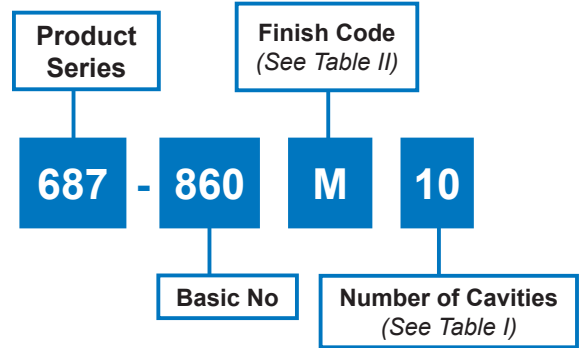 Product
Series
Finish Code
(See Table II)
687 - 860 M 10
Basic No
Number of Cavities
(See Table I)